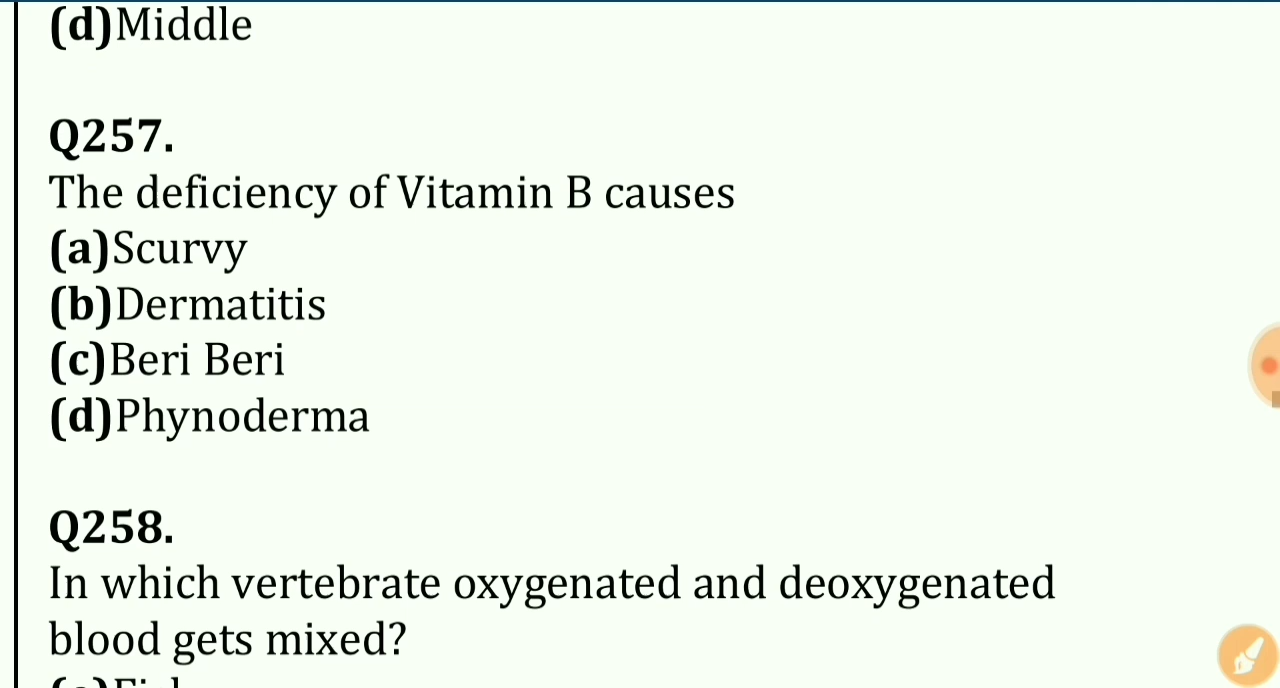 (d)Middle
Q257.
The deficiency of Vitamin B causes
(a)Scurvy
(b)Dermatitis
(c)Beri Beri
(d)Phynoderma
Q258.
In which vertebrate oxygenated and deoxygenated
blood gets mixed?